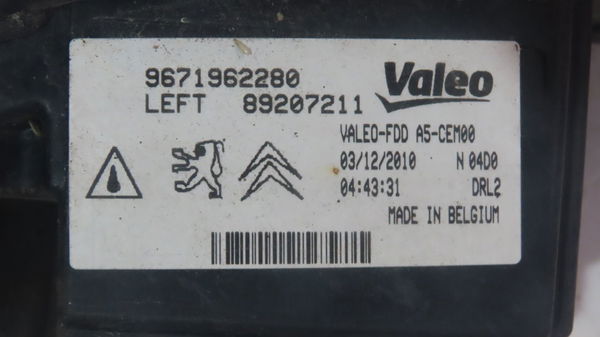 9671962280
LEFT 89207211
Valeo
VALEO-FDD A5-CEM00
03/12/2010 N 04D0
04:43:31 DRL2
MADE IN BELGIUM